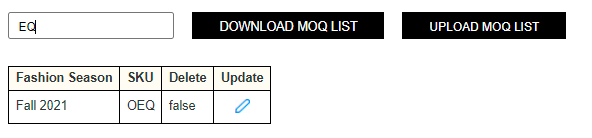 EQ DOWNLOAD MOQ LIST UPLOAD MOQ LIST
Fashion Season SKU Delete Update
Fall 2021 OEQ false